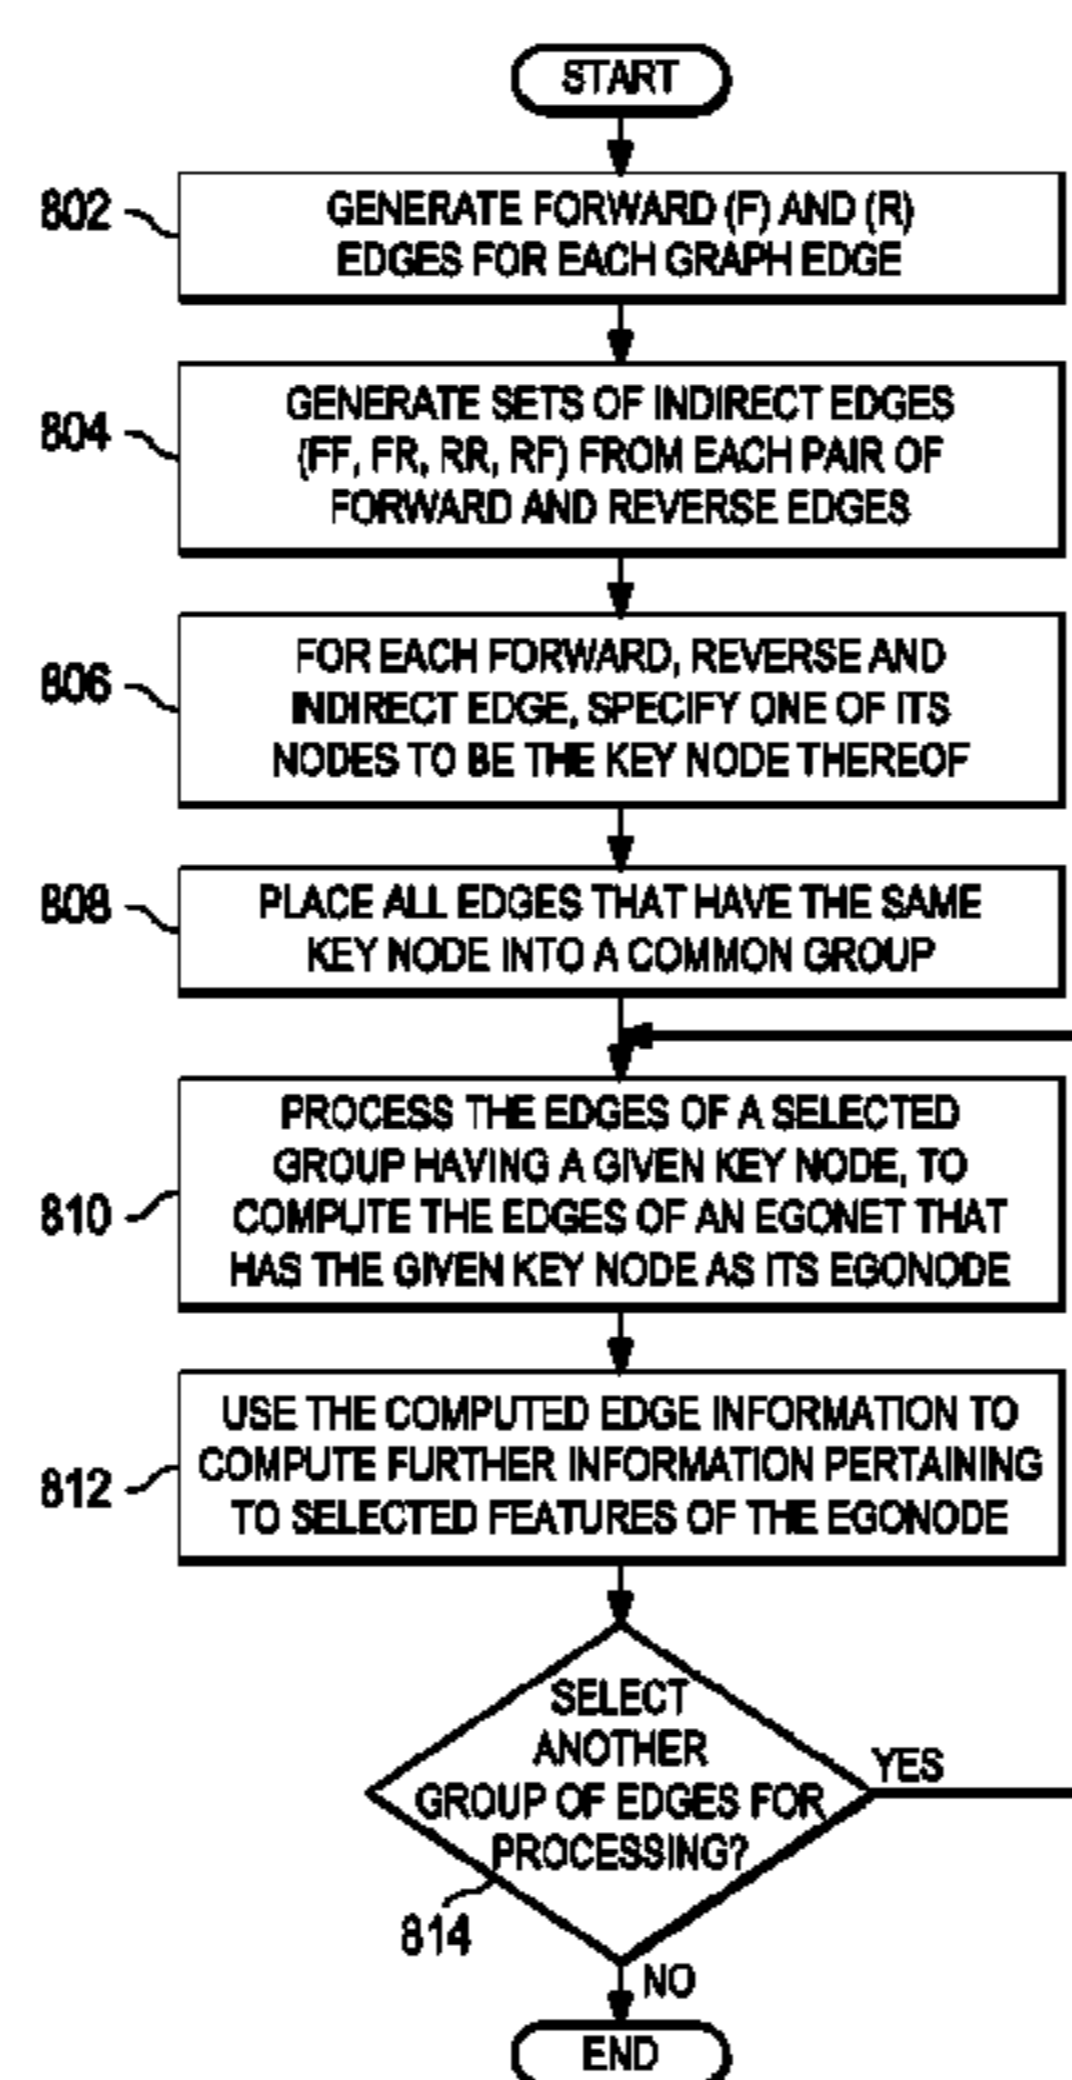 START
802
GENERATE FORWARD (F) AND (R)
EDGES FOR EACH GRAPH EDGE
804
GENERATE SETS OF INDIRECT EDGES
(FF, FR, RR, RF) FROM EACH PAIR OF
FORWARD AND REVERSE EDGES
806
FOR EACH FORWARD, REVERSE AND
INDIRECT EDGE, SPECIFY ONE OF ITS
NODES TO BE THE KEY NODE THEREOF
808
PLACE ALL EDGES THAT HAVE THE SAME
KEY NODE INTO A COMMON GROUP
810
PROCESS THE EDGES OF A SELECTED
GROUP HAVING A GIVEN KEY NODE, TO
COMPUTE THE EDGES OF AN EGONET THAT
HAS THE GIVEN KEY NODE AS ITS EGONODE
812
USE THE COMPUTED EDGE INFORMATION TO
COMPUTE FURTHER INFORMATION PERTAINING
TO SELECTED FEATURES OF THE EGONODE
SELECT
ANOTHER
GROUP OF EDGES FOR
PROCESSING?
YES
814
NO
END